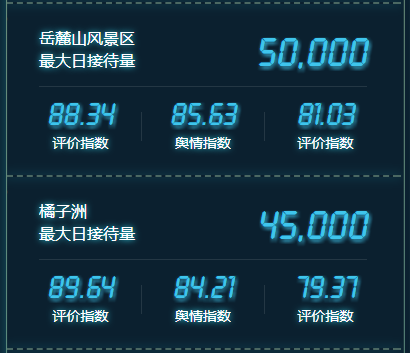 岳麓山风景区
最大日接待量
50,000
88.34 85.63 81.03
评价指数 舆情指数 评价指数
橘子洲
最大日接待量
45,000
89.64 84.21 79.37
评价指数 舆情指数 评价指数